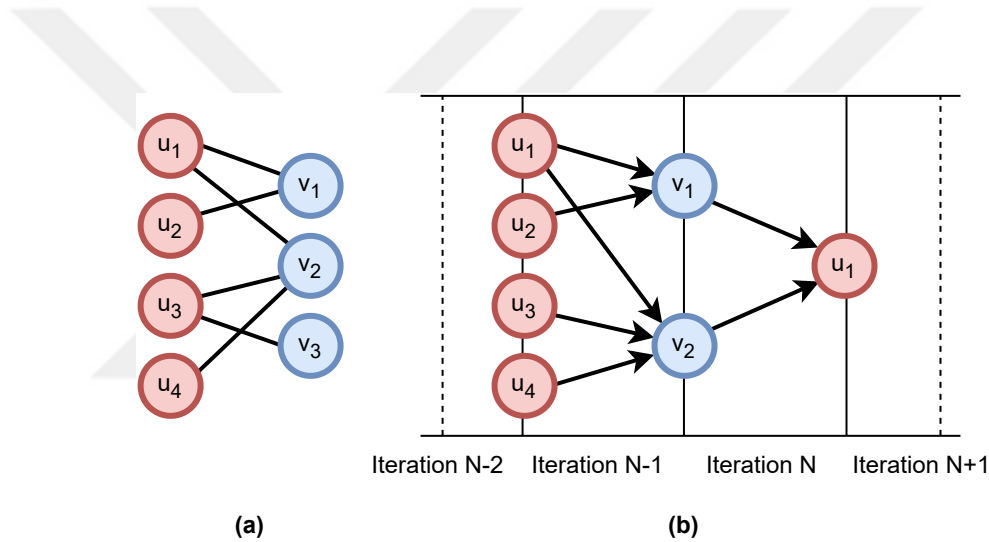 u1
u2
u3
u4
v1
v2
v3
u1
u2
u3
u4
v1
v2
u1
Iteration N-2 Iteration N-1 Iteration N Iteration N+1
(a) (b)